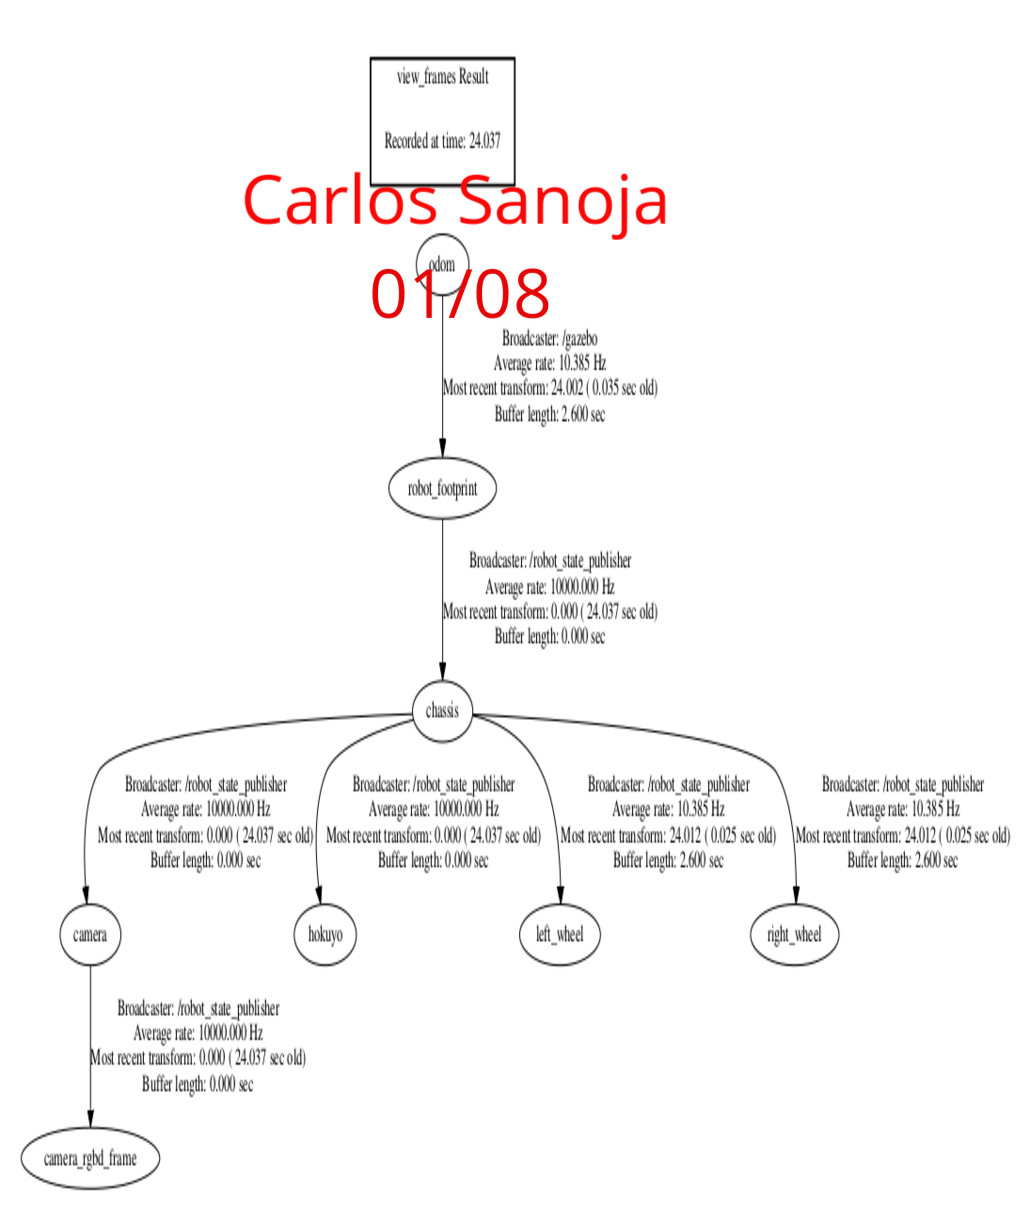 view_frames Result
Recorded at time: 24.037
Carlos Sanoja
odom
01/08
Broadcaster: /gazebo
Average rate: 10.385 Hz
Most recent transform: 24.002 ( 0.035 sec old)
Buffer length: 2.600 sec
robot_footprint
Broadcaster: /robot_state_publisher
Average rate: 10000.000 Hz
Most recent transform: 0.000 ( 24.037 sec old)
Buffer length: 0.000 sec
chassis
Broadcaster: /robot_state_publisher
Average rate: 10000.000 Hz
Most recent transform: 0.000 ( 24.037 sec old)
Buffer length: 0.000 sec
Broadcaster: /robot_state_publisher
Average rate: 10000.000 Hz
Most recent transform: 0.000 ( 24.037 sec old)
Buffer length: 0.000 sec
Broadcaster: /robot_state_publisher
Average rate: 10.385 Hz
Most recent transform: 24.012 ( 0.025 sec old)
Buffer length: 2.600 sec
Broadcaster: /robot_state_publisher
Average rate: 10.385 Hz
Most recent transform: 24.012 ( 0.025 sec old)
Buffer length: 2.600 sec
camera
hokuyo
left_wheel
right_wheel
Broadcaster: /robot_state_publisher
Average rate: 10000.000 Hz
Most recent transform: 0.000 ( 24.037 sec old)
Buffer length: 0.000 sec
camera_rgbd_frame